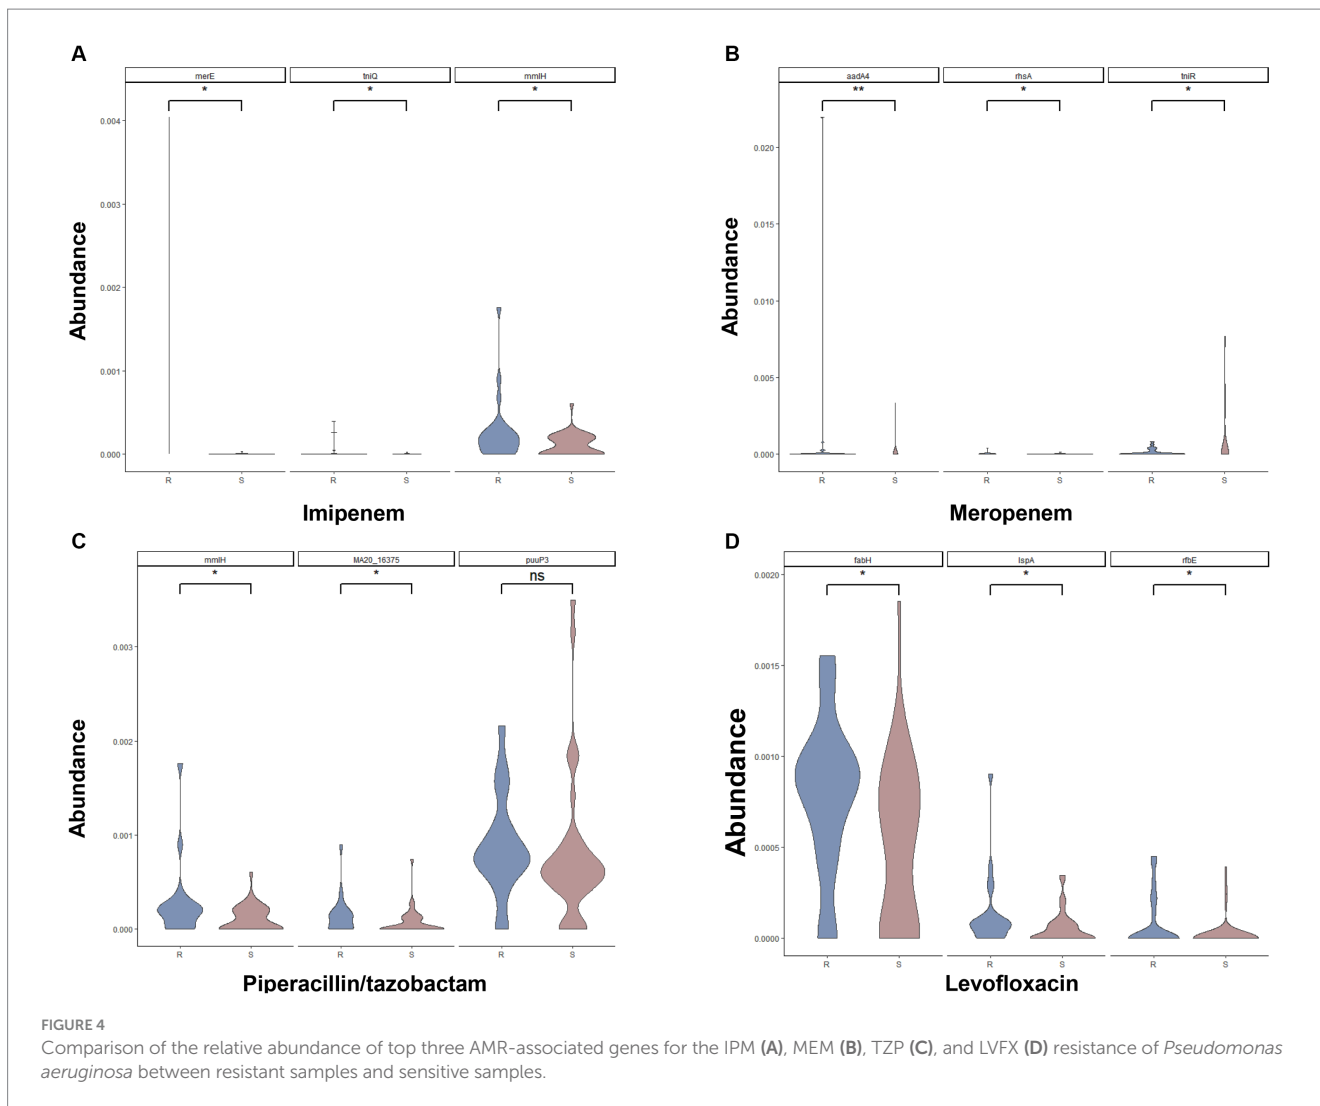 A
merE tniQ mmlH
* * *
0.004
0.003
0.002
0.001
0.000
Abundance
R S R S R S
Imipenem
B
aadA4 rhsA tniR
** * *
0.020
0.015
0.010
0.005
0.000
Abundance
R S R S R S
Meropenem
C
mmlH MA20_16375 puuP3
* * ns
0.003
0.002
0.001
0.000
Abundance
R S R S R S
Piperacillin/tazobactam
D
fabH lspA rfbE
* * *
0.0020
0.0015
0.0010
0.0005
0.0000
Abundance
R S R S R S
Levofloxacin
FIGURE 4
Comparison of the relative abundance of top three AMR-associated genes for the IPM (A), MEM (B), TZP (C), and LVFX (D) resistance of Pseudomonas
aeruginosa between resistant samples and sensitive samples.